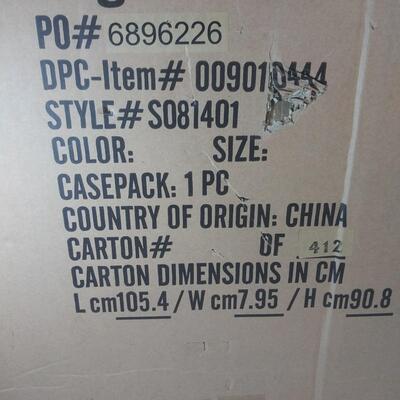 PO# 6896226
DPC-Item# 009010444
STYLE# S081401
COLOR: SIZE:
CASEPACK: 1 PC
COUNTRY OF ORIGIN: CHINA
CARTON# OF 412
CARTON DIMENSIONS IN CM
L cm105.4 / W cm7.95 / H cm90.8